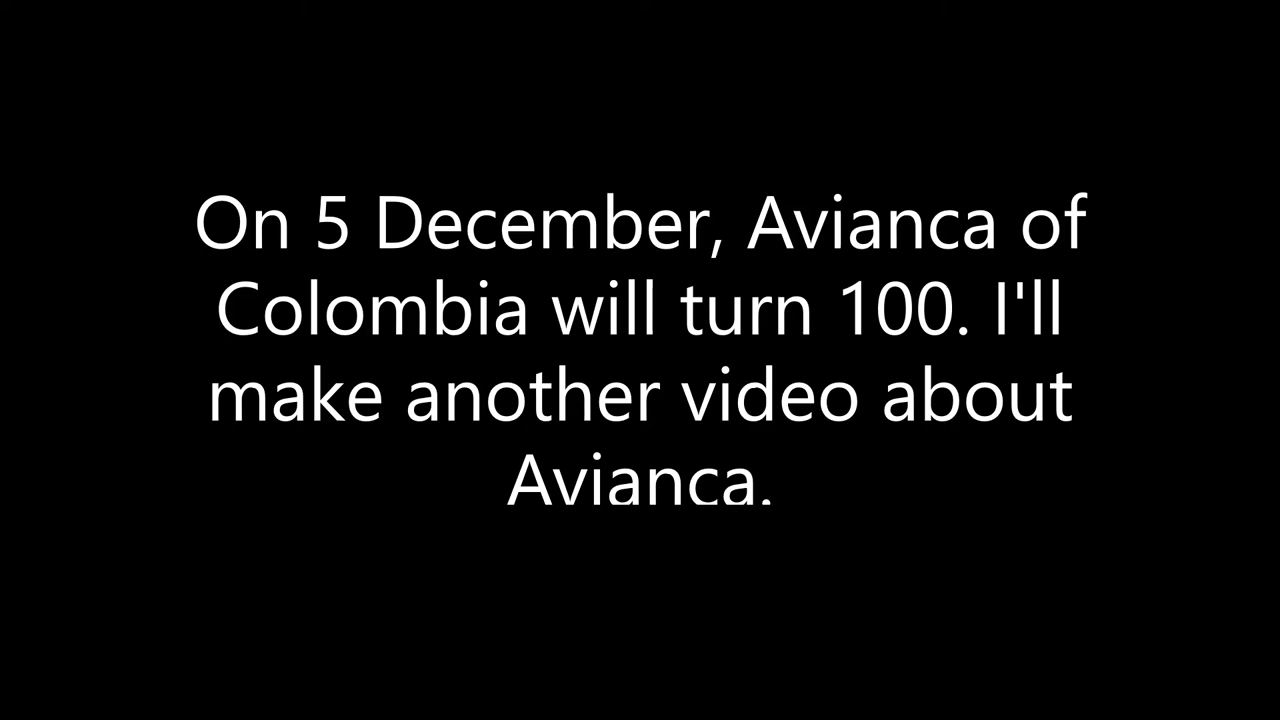 On 5 December, Avianca of
Colombia will turn 100. I'll
make another video about
Avianca.